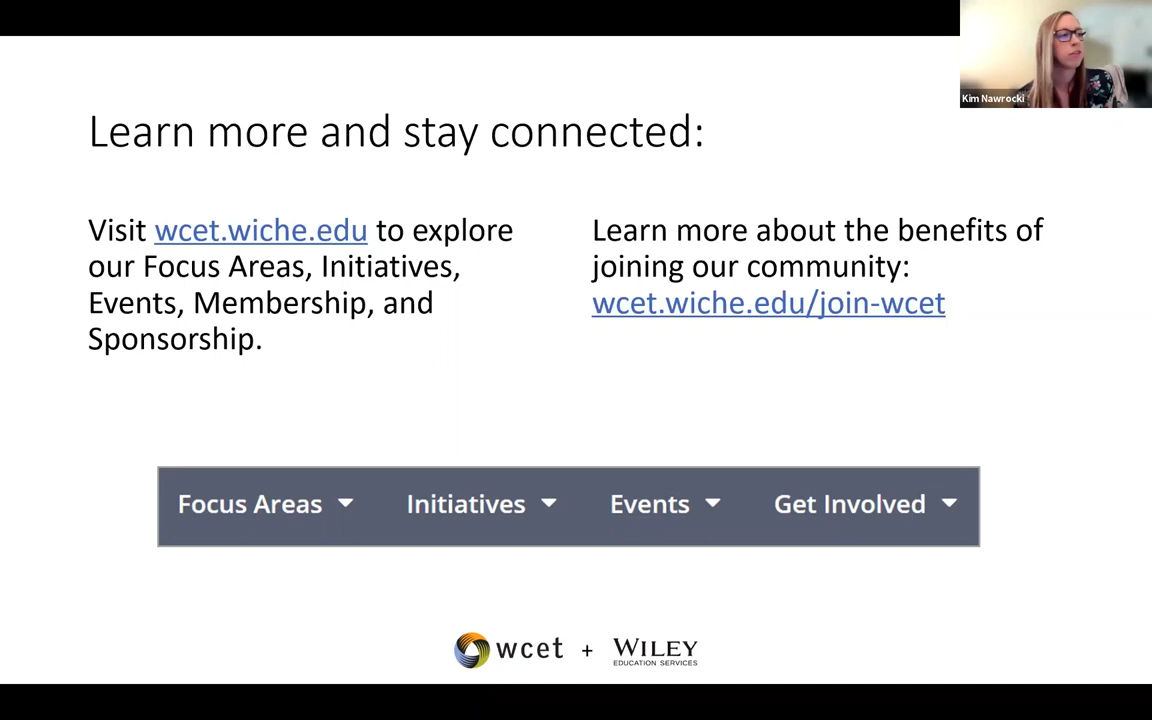 Kim Nawrocki
Learn more and stay connected:
Visit wcet.wiche.edu to explore
our Focus Areas, Initiatives,
Events, Membership, and
Sponsorship.
Learn more about the benefits of
joining our community:
wcet.wiche.edu/join-wcet
Focus Areas Initiatives Events Get Involved
wcet + WILEY
EDUCATION SERVICES